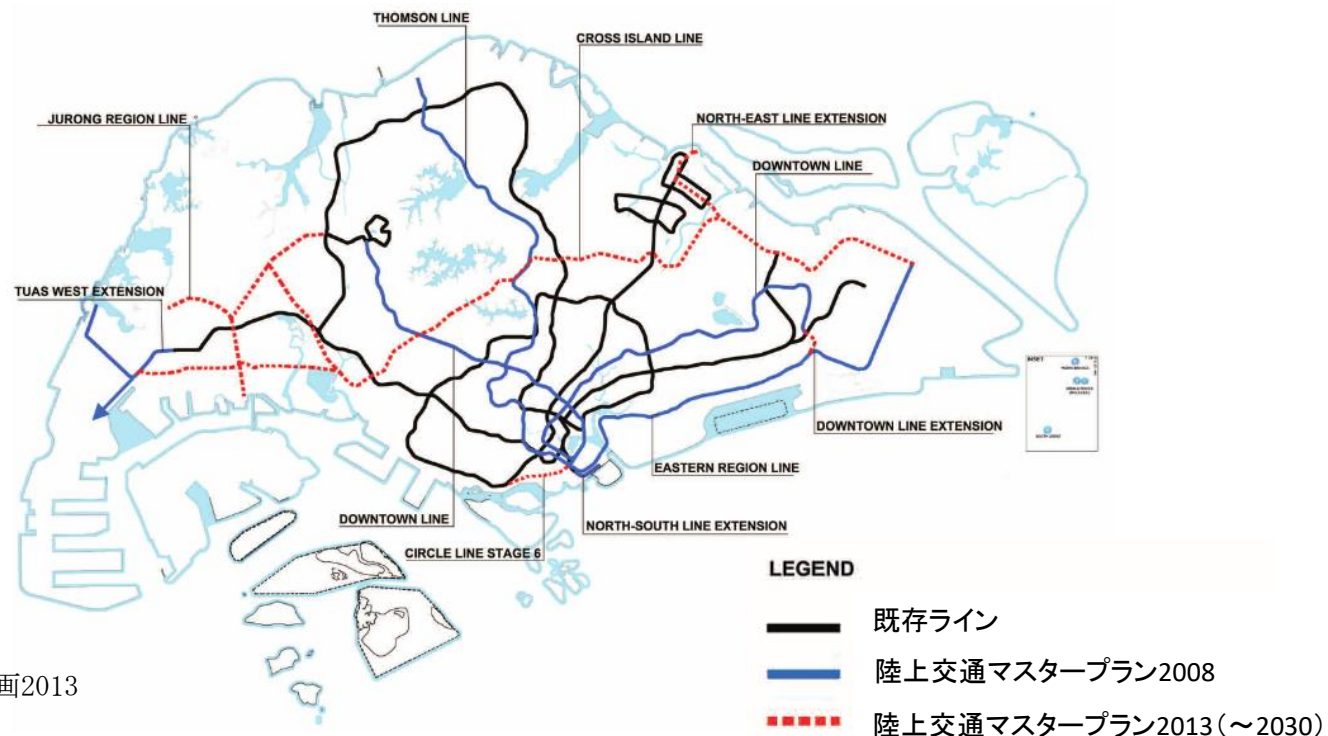 THOMSON LINE
CROSS ISLAND LINE
JURONG REGION LINE
NORTH-EAST LINE EXTENSION
DOWNTOWN LINE
TUAS WEST EXTENSION
INSET
DOWNTOWN LINE EXTENSION
EASTERN REGION LINE
DOWNTOWN LINE
NORTH-SOUTH LINE EXTENSION
CIRCLE LINE STAGE 6
LEGEND
既存ライン
陸上交通マスタープラン2008
画2013
陸上交通マスタープラン2013(~2030)